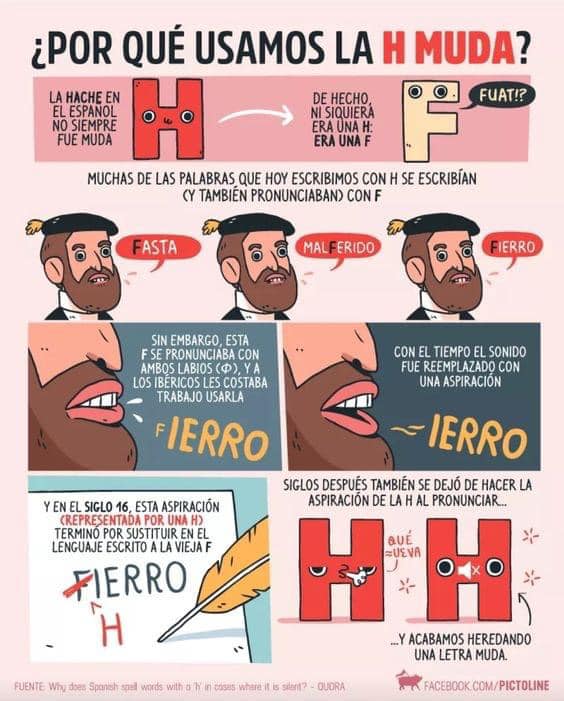 ¿POR QUÉ USAMOS LA H MUDA?
LA HACHE EN
EL ESPAÑOL
NO SIEMPRE
FUE MUDA
H
DE HECHO,
NI SIQUIERA
ERA UNA H:
ERA UNA F
F
FUAT!?
MUCHAS DE LAS PALABRAS QUE HOY ESCRIBIMOS CON H SE ESCRIBÍAN
(Y TAMBIÉN PRONUNCIABAN) CON F
FASTA
MALFERIDO
FIERRO
SIN EMBARGO, ESTA
F SE PRONUNCIABA CON
AMBOS LABIOS (Φ), Y A
LOS IBÉRICOS LES COSTABA
TRABAJO USARLA
FIERRO
CON EL TIEMPO EL SONIDO
FUE REEMPLAZADO CON
UNA ASPIRACIÓN
IERRO
Y EN EL SIGLO 16, ESTA ASPIRACIÓN
(REPRESENTADA POR UNA H)
TERMINÓ POR SUSTITUIR EN EL
LENGUAJE ESCRITO A LA VIEJA F
FIERRO
H
SIGLOS DESPUÉS TAMBIÉN SE DEJÓ DE HACER LA
ASPIRACIÓN DE LA H AL PRONUNCIAR...
H
QUÉ
H
...Y ACABAMOS HEREDANDO
UNA LETRA MUDA.
FUENTE: Why does Spanish spell words with a 'h' in cases where it is silent? - QUORA
FACEBOOK.COM/PICTOLINE